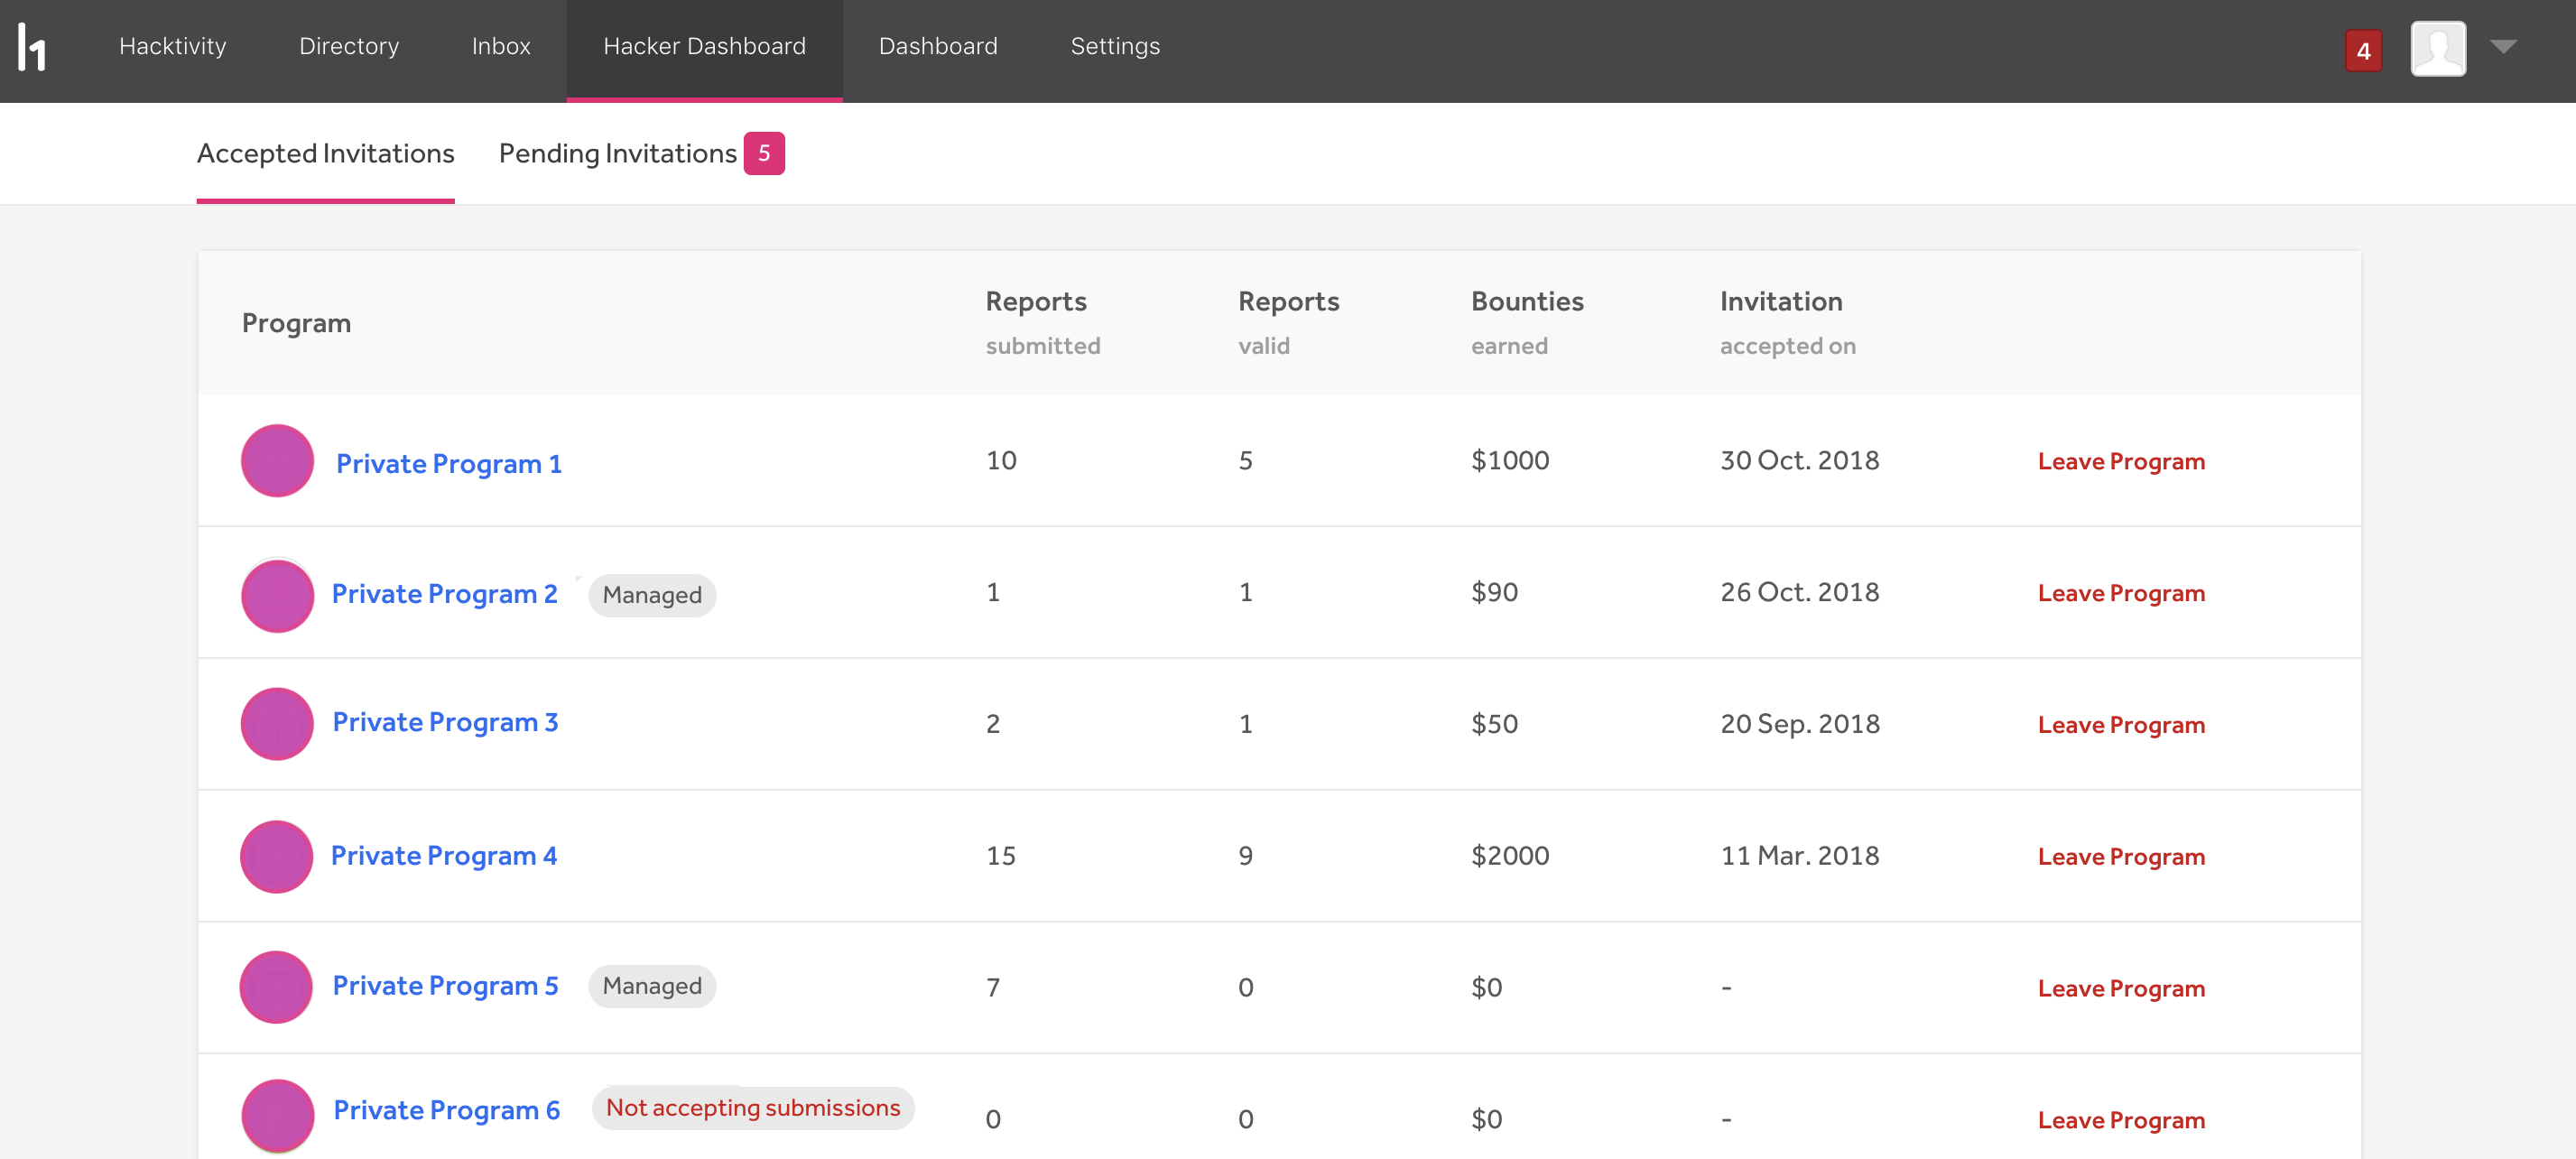 h1 Hacktivity Directory Inbox Hacker Dashboard Dashboard Settings 4
Accepted Invitations Pending Invitations 5
Program Reports submitted Reports valid Bounties earned Invitation accepted on
Private Program 1 10 5 $1000 30 Oct. 2018 Leave Program
Private Program 2 Managed 1 1 $90 26 Oct. 2018 Leave Program
Private Program 3 2 1 $50 20 Sep. 2018 Leave Program
Private Program 4 15 9 $2000 11 Mar. 2018 Leave Program
Private Program 5 Managed 7 0 $0 - Leave Program
Private Program 6 Not accepting submissions 0 0 $0 - Leave Program